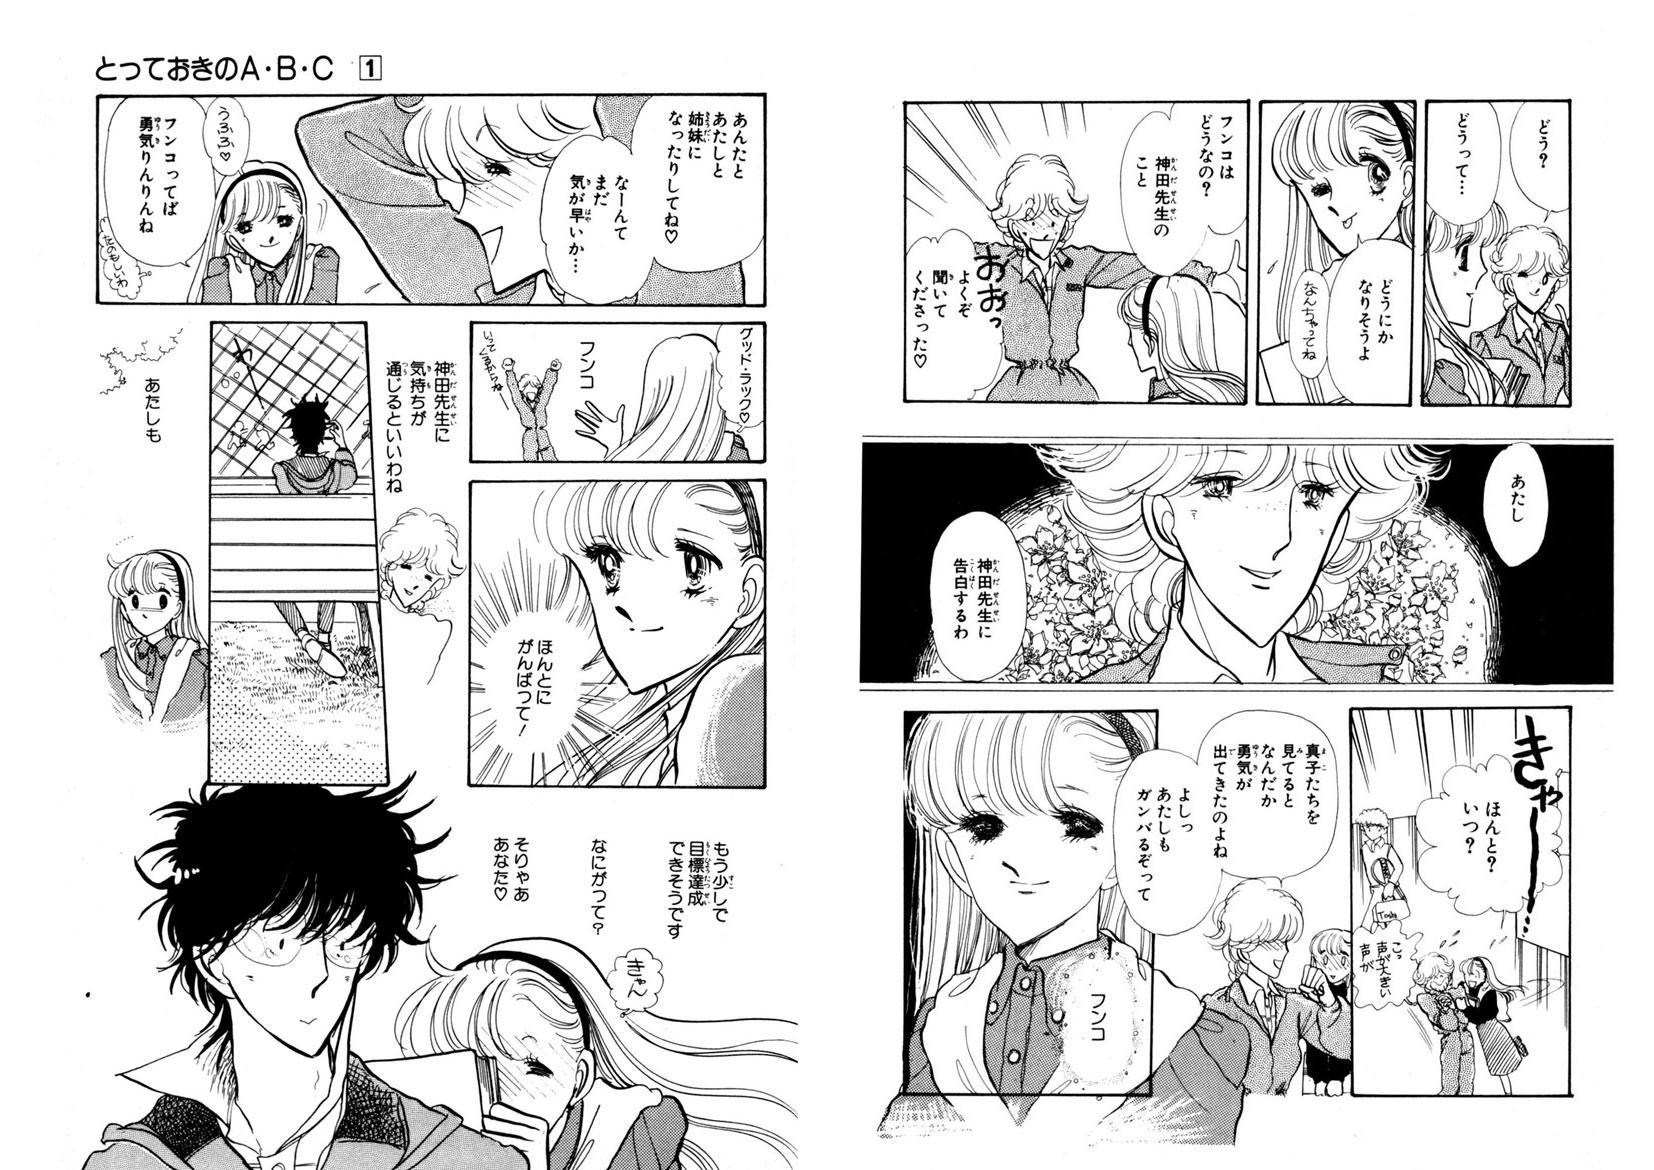 どう?
どうって…
どうにか
なりそうよ
なんちゃってね
フンコは
どうなの?
神田先生の
こと
おおっ
よくぞ
聞いて
くださった♡
あたし
神田先生に
告白するわ
きゃーー…
ほんと?
いつ?
こっ
声が大きい
声が
真子たちを
見てると
なんだか
勇気が
出てきたのよね
よしっ
あたしも
ガンバるぞって
フンコ
とっておきのA・B・C 1
あんたと
あたしと
姉妹に
なったりしてね♡
なーんて
まだ
気が早いか…
うふふ♡
フンコってば
勇気りんりんね
たのもしいわ
グッド・ラック♡
フンコ
いってくるからね
ほんとに
がんばって!
神田先生に
気持ちが
通じるといいわね
あたしも
もう少しで
目標達成
できそうです
なにがって?
そりゃあ
あなた♡
きゃん